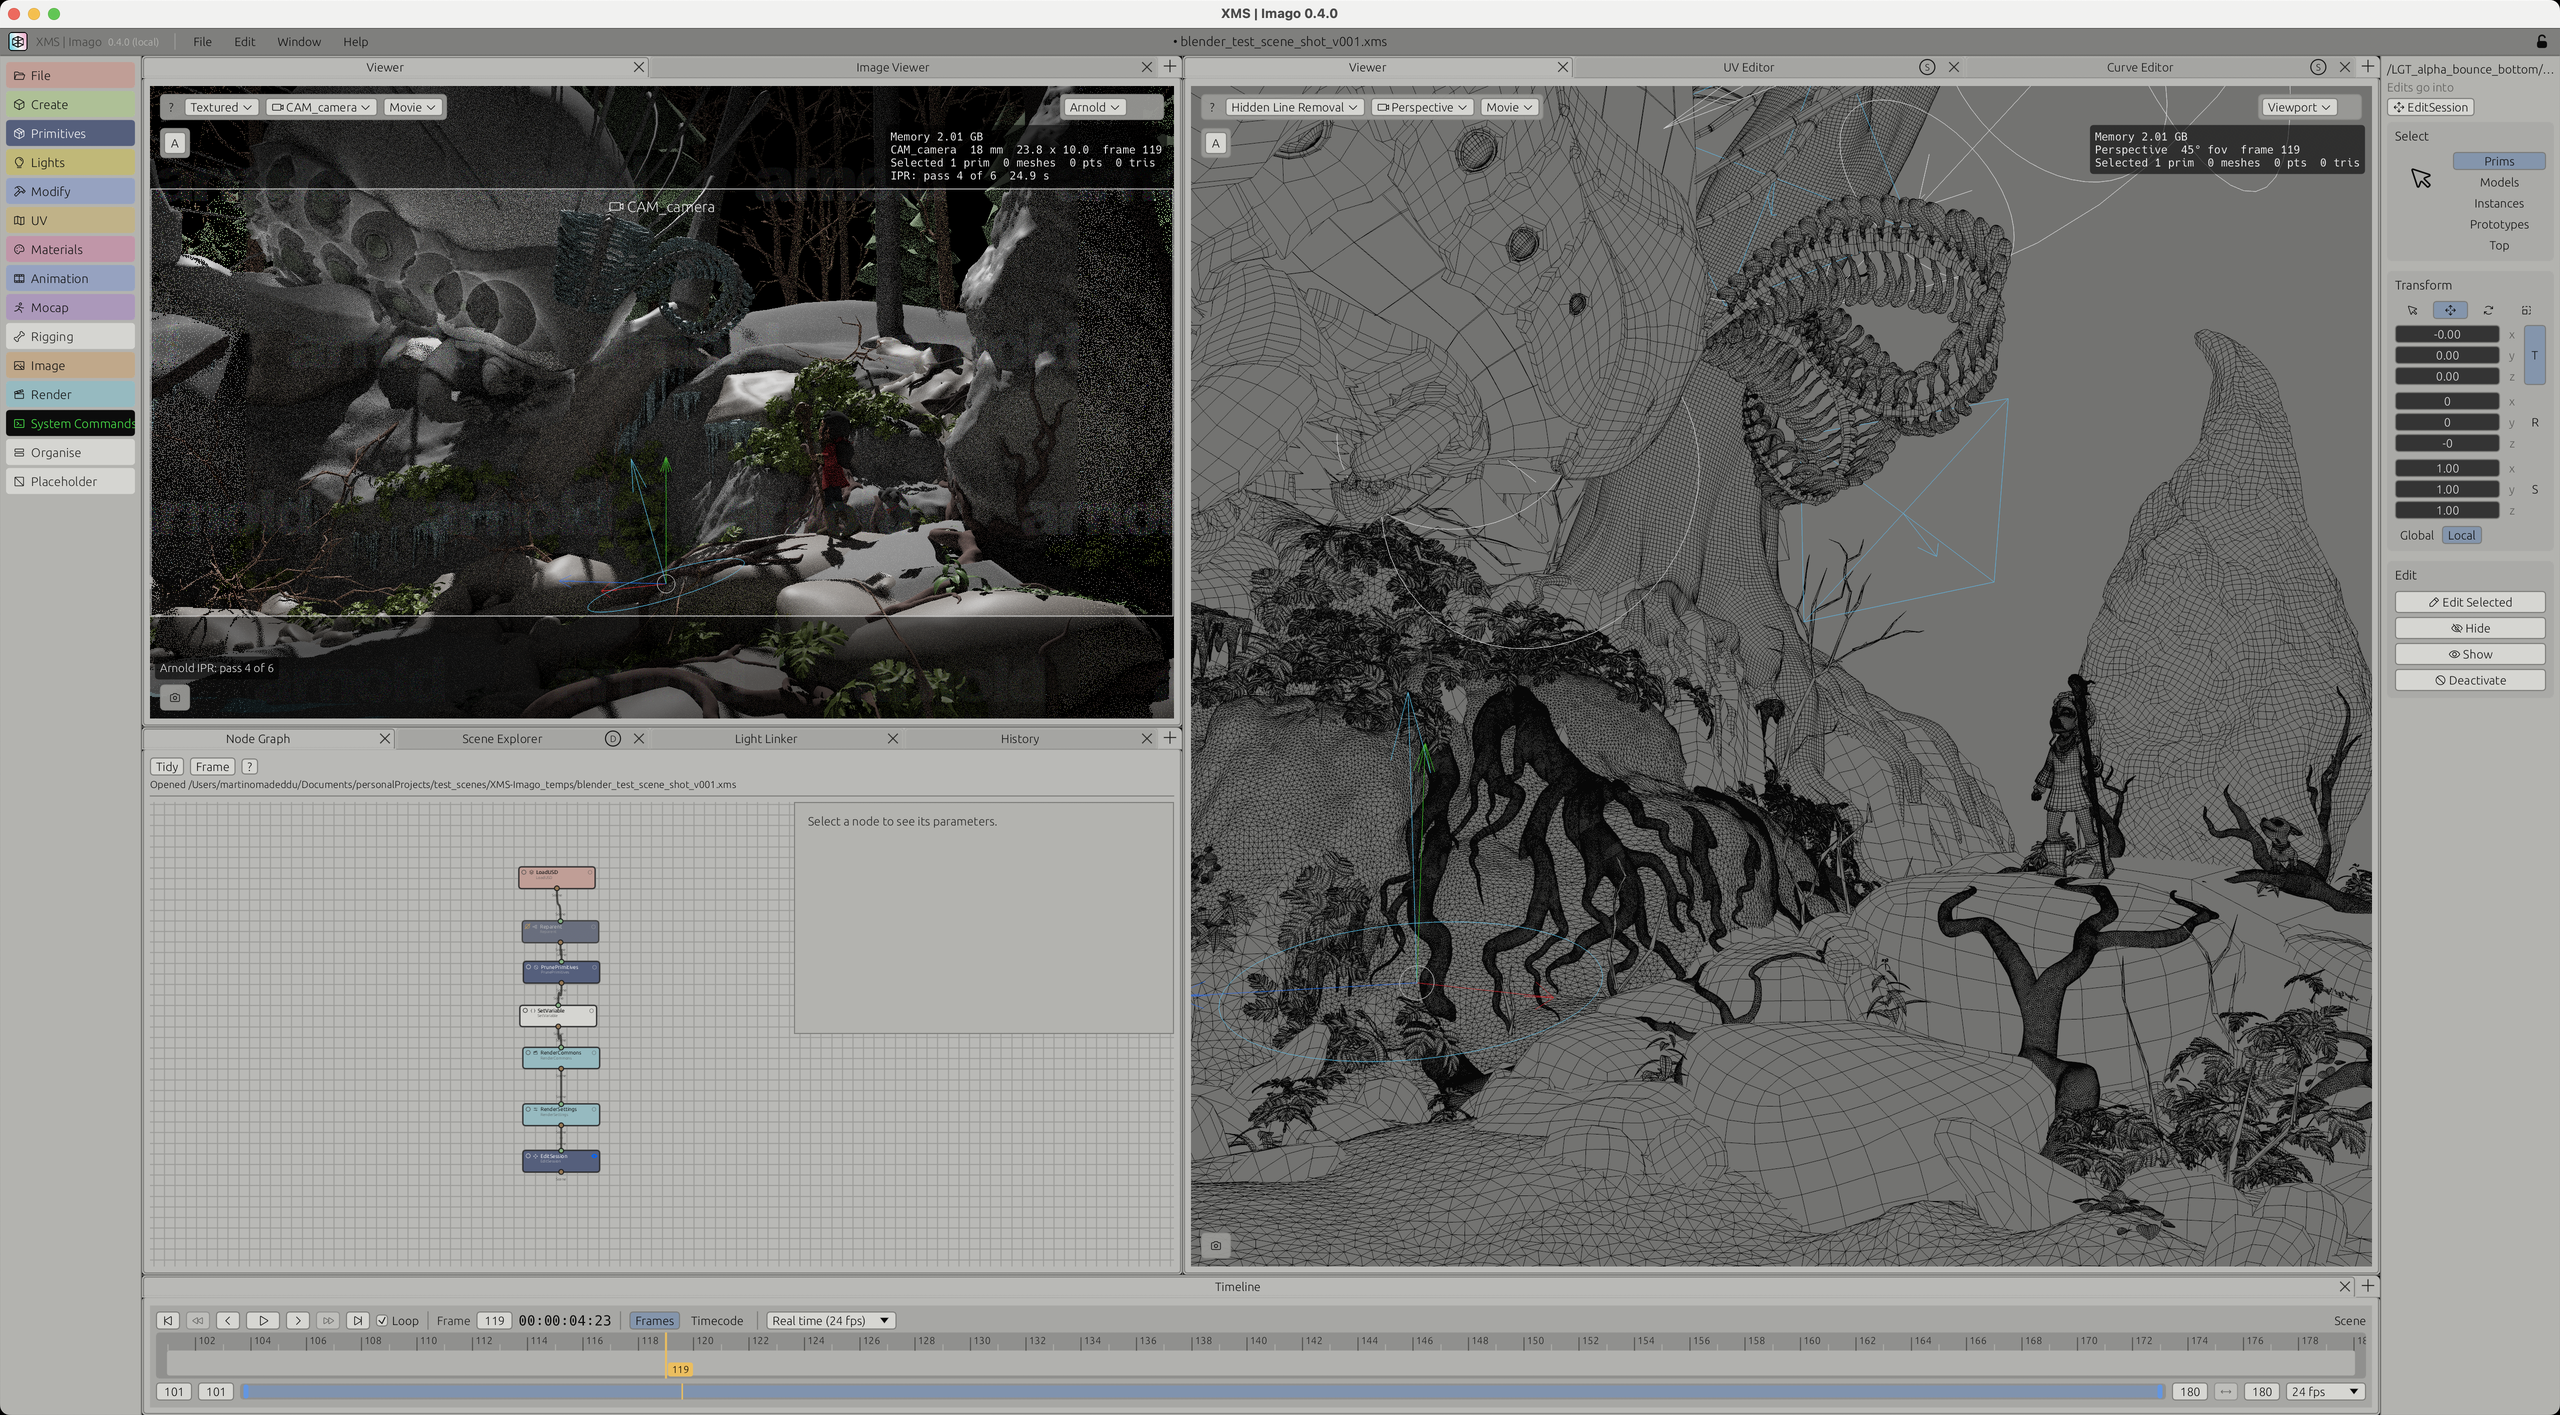 XMS | Imago 0.4.0
XMS | Imago 0.4.0 (local) File Edit Window Help
• blender_test_scene_shot_v001.xms
File
Create
Primitives
Lights
Modify
UV
Materials
Animation
Mocap
Rigging
Image
Render
System Commands
Organise
Placeholder
Viewer Image Viewer
? Textured CAM_camera Movie Arnold
A
Memory 2.01 GB
CAM_camera 18 mm 23.8 x 10.0 frame 119
Selected 1 prim 0 meshes 0 pts 0 tris
IPR: pass 4 of 6 24.9 s
CAM_camera
arnold
Arnold IPR: pass 4 of 6
Viewer UV Editor S Curve Editor S
? Hidden Line Removal Perspective Movie Viewport
A
Memory 2.01 GB
Perspective 45° fov frame 119
Selected 1 prim 0 meshes 0 pts 0 tris
/LGT_alpha_bounce_bottom/...
Edits go into
EditSession
Select
Prims
Models
Instances
Prototypes
Top
Transform
-0.00 x
0.00 y T
0.00 z
0 x
0 y R
-0 z
1.00 x
1.00 y S
1.00 z
Global Local
Edit
Edit Selected
Hide
Show
Deactivate
Node Graph Scene Explorer D Light Linker History
Tidy Frame ?
Opened /Users/martinomadeddu/Documents/personalProjects/test_scenes/XMS-Imago_temps/blender_test_scene_shot_v001.xms
Select a node to see its parameters.
LoadUSD
Reparent
PrunePrimitives
SetVariable
RenderCommons
RenderSettings
EditSession
Timeline
Loop Frame 119 00:00:04:23 Frames Timecode Real time (24 fps) Scene
102 104 106 108 110 112 114 116 118 120 122 124 126 128 130 132 134 136 138 140 142 144 146 148 150 152 154 156 158 160 162 164 166 168 170 172 174 176 178 18
119
101 101 180 180 24 fps